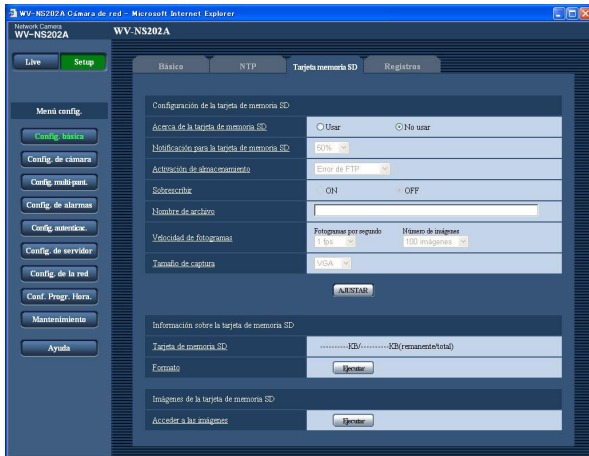 WV-NS202A Cámara de red - Microsoft Internet Explorer
Network Camera
WV-NS202A
WV-NS202A
Live
Setup
Básico
NTP
Tarjeta memoria SD
Registros
Menú config.
Config. básica
Config. de cámara
Config. multi-pant.
Config. de alarmas
Config. autenticac.
Config. de servidor
Config. de la red
Conf. Progr. Hora.
Mantenimiento
Ayuda
Configuración de la tarjeta de memoria SD
Acerca de la tarjeta de memoria SD
Usar
No usar
Notificación para la tarjeta de memoria SD
50%
Activación de almacenamiento
Error de FTP
Sobrescribir
ON
OFF
Nombre de archivo
Velocidad de fotogramas
Fotogramas por segundo
Número de imágenes
1 fps
100 imágenes
Tamaño de captura
VGA
AJUSTAR
Información sobre la tarjeta de memoria SD
Tarjeta de memoria SD
----------KB/----------KB(remanente/total)
Formato
Ejecutar
Imágenes de la tarjeta de memoria SD
Acceder a las imágenes
Ejecutar